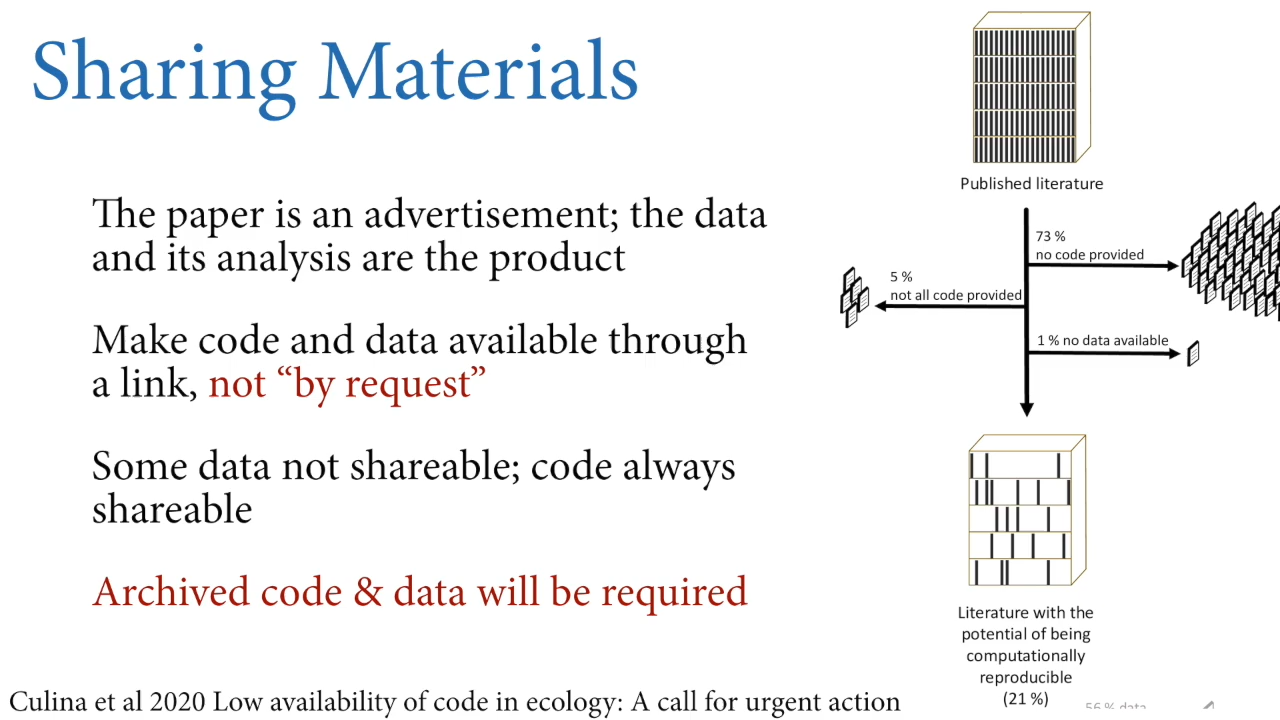 Sharing Materials
The paper is an advertisement; the data
and its analysis are the product
Make code and data available through
a link, not “by request”
Some data not shareable; code always
shareable
Archived code & data will be required
Published literature
73 %
no code provided
5 %
not all code provided
1 % no data available
Literature with the
potential of being
computationally
reproducible
(21 %)
56 % data
Culina et al 2020 Low availability of code in ecology: A call for urgent action